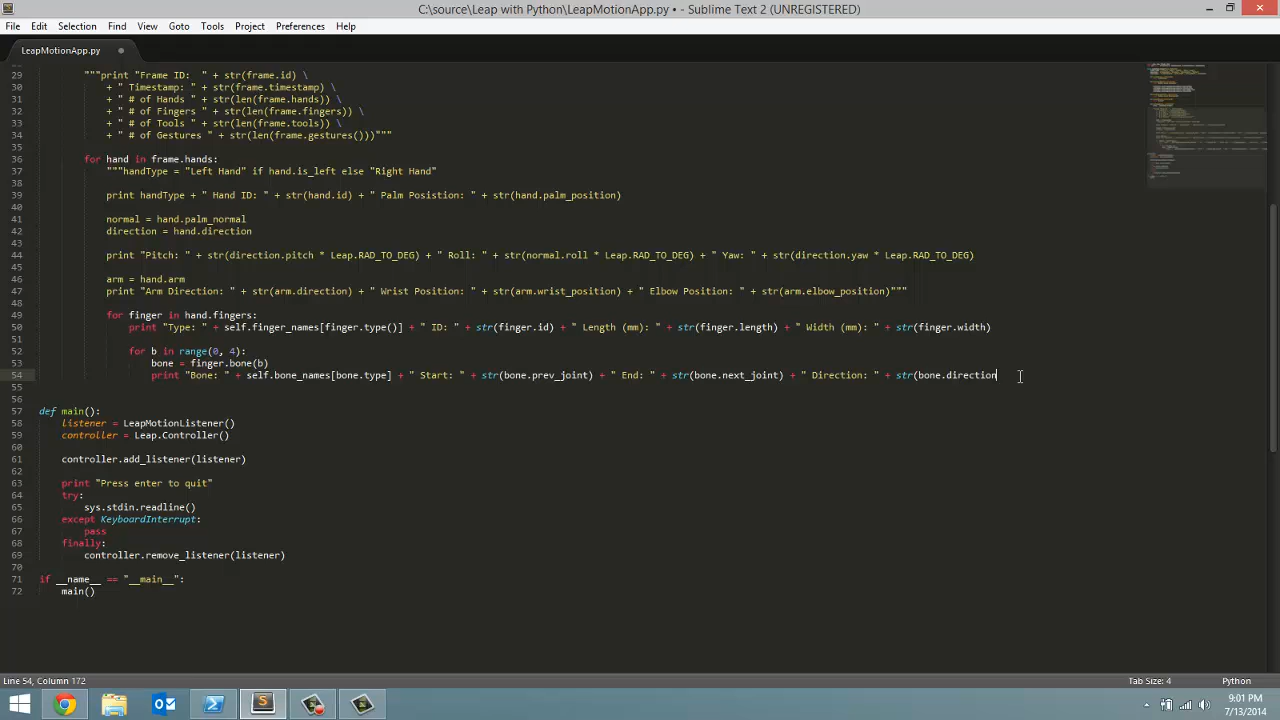 C:\source\Leap with Python\LeapMotionApp.py • - Sublime Text 2 (UNREGISTERED)
File Edit Selection Find View Goto Tools Project Preferences Help
LeapMotionApp.py
29 """print "Frame ID: " + str(frame.id) \
30 + " Timestamp: " + str(frame.timestamp) \
31 + " # of Hands " + str(len(frame.hands)) \
32 + " # of Fingers " + str(len(frame.fingers)) \
33 + " # of Tools " + str(len(frame.tools)) \
34 + " # of Gestures " + str(len(frame.gestures()))"""
35
36 for hand in frame.hands:
37 """handType = "Left Hand" if hand.is_left else "Right Hand"
38
39 print handType + " Hand ID: " + str(hand.id) + " Palm Posistion: " + str(hand.palm_position)
40
41 normal = hand.palm_normal
42 direction = hand.direction
43
44 print "Pitch: " + str(direction.pitch * Leap.RAD_TO_DEG) + " Roll: " + str(normal.roll * Leap.RAD_TO_DEG) + " Yaw: " + str(direction.yaw * Leap.RAD_TO_DEG)
45
46 arm = hand.arm
47 print "Arm Direction: " + str(arm.direction) + " Wrist Position: " + str(arm.wrist_position) + " Elbow Position: " + str(arm.elbow_position)"""
48
49 for finger in hand.fingers:
50 print "Type: " + self.finger_names[finger.type()] + " ID: " + str(finger.id) + " Length (mm): " + str(finger.length) + " Width (mm): " + str(finger.width)
51
52 for b in range(0, 4):
53 bone = finger.bone(b)
54 print "Bone: " + self.bone_names[bone.type] + " Start: " + str(bone.prev_joint) + " End: " + str(bone.next_joint) + " Direction: " + str(bone.direction
55
56
57 def main():
58 listener = LeapMotionListener()
59 controller = Leap.Controller()
60
61 controller.add_listener(listener)
62
63 print "Press enter to quit"
64 try:
65 sys.stdin.readline()
66 except KeyboardInterrupt:
67 pass
68 finally:
69 controller.remove_listener(listener)
70
71 if __name__ == "__main__":
72 main()
Line 54, Column 172 Tab Size: 4 Python
9:01 PM
7/13/2014